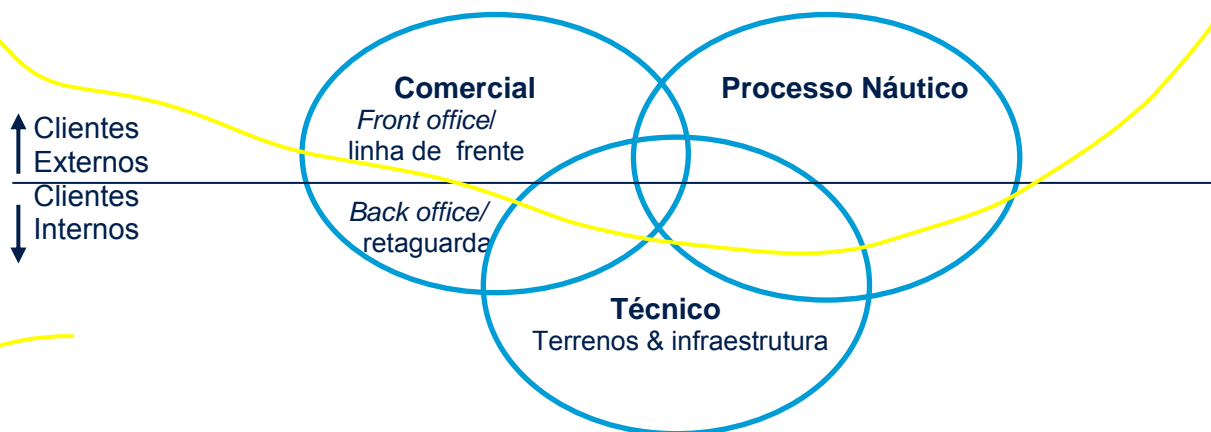 Comercial
Front office/
linha de frente
Processo Náutico
Clientes
Externos
Clientes
Internos
Back office/
retaguarda
Técnico
Terrenos & infraestrutura